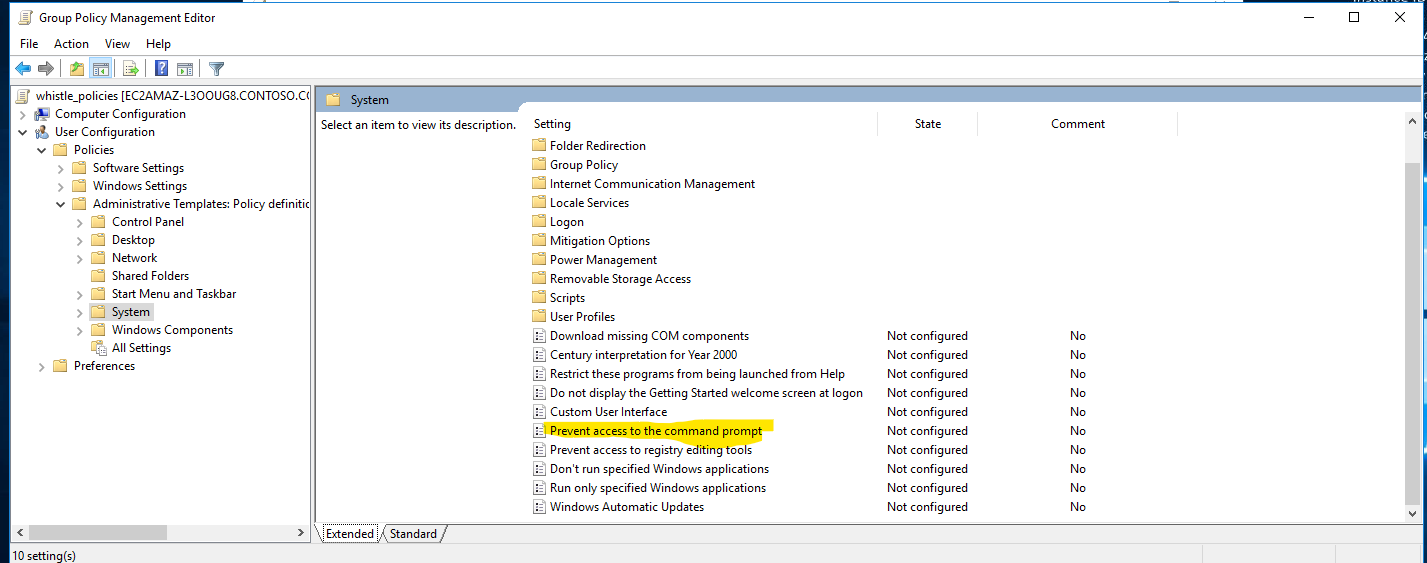 Group Policy Management Editor
File Action View Help
whistle_policies [EC2AMAZ-L3OOUG8.CONTOSO.CO
Computer Configuration
User Configuration
Policies
Software Settings
Windows Settings
Administrative Templates: Policy definitio
Control Panel
Desktop
Network
Shared Folders
Start Menu and Taskbar
System
Windows Components
All Settings
Preferences
System
Select an item to view its description.
Setting State Comment
Folder Redirection
Group Policy
Internet Communication Management
Locale Services
Logon
Mitigation Options
Power Management
Removable Storage Access
Scripts
User Profiles
Download missing COM components Not configured No
Century interpretation for Year 2000 Not configured No
Restrict these programs from being launched from Help Not configured No
Do not display the Getting Started welcome screen at logon Not configured No
Custom User Interface Not configured No
Prevent access to the command prompt Not configured No
Prevent access to registry editing tools Not configured No
Don't run specified Windows applications Not configured No
Run only specified Windows applications Not configured No
Windows Automatic Updates Not configured No
Extended Standard
10 setting(s)